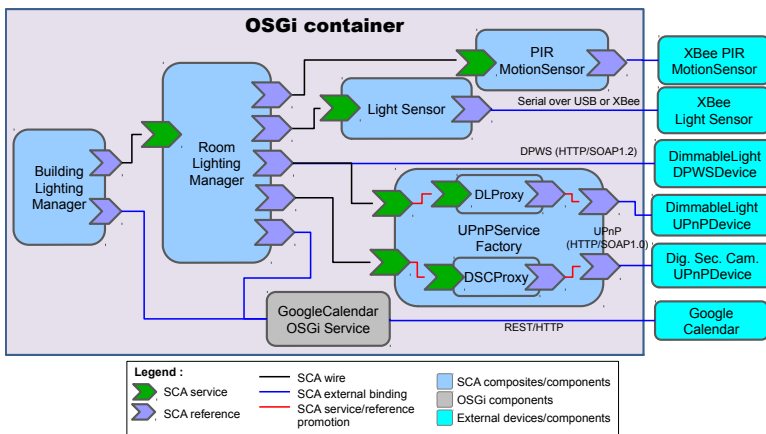 OSGi container
PIR
MotionSensor
XBee PIR
MotionSensor
Light Sensor
Serial over USB or XBee
XBee
Light Sensor
Room
Lighting
Manager
Building
Lighting
Manager
DPWS (HTTP/SOAP1.2)
DimmableLight
DPWSDevice
DLProxy
UPnPService
Factory
UPnP
(HTTP/SOAP1.0)
DimmableLight
UPnPDevice
DSCProxy
Dig. Sec. Cam.
UPnPDevice
GoogleCalendar
OSGi Service
REST/HTTP
Google
Calendar
Legend :
SCA service
SCA reference
SCA wire
SCA external binding
SCA service/reference
promotion
SCA composites/components
OSGi components
External devices/components